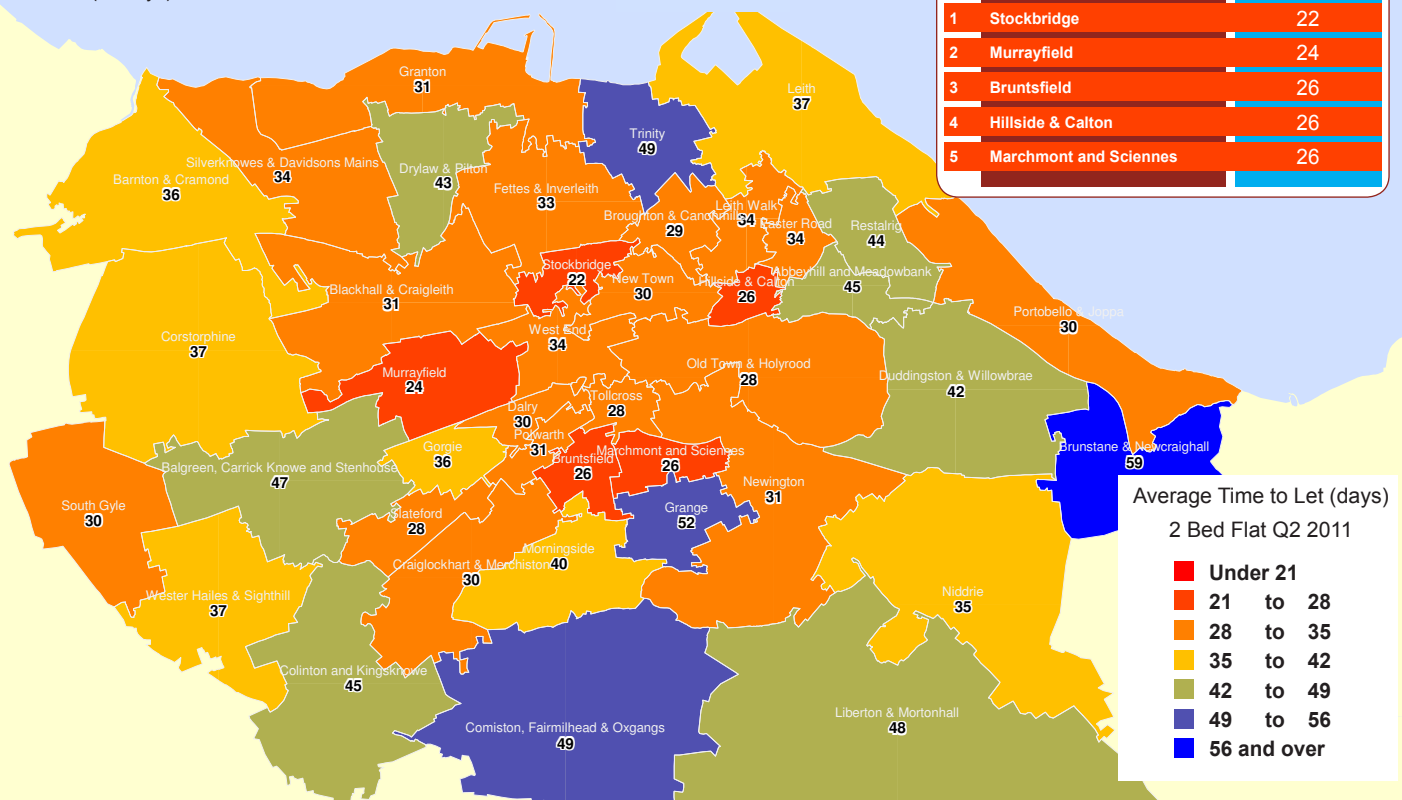 1 Stockbridge 22
2 Murrayfield 24
3 Bruntsfield 26
4 Hillside & Calton 26
5 Marchmont and Sciennes 26
Granton
31
Leith
37
Trinity
49
Silverknowes & Davidsons Mains
34
Drylaw & Pilton
43
Barnton & Cramond
36
Fettes & Inverleith
33
Broughton & Canonmills
29
Leith Walk
34
Easter Road
34
Restalrig
44
Stockbridge
22
New Town
30
Hillside & Calton
26
Abbeyhill and Meadowbank
45
Blackhall & Craigleith
31
Portobello & Joppa
30
Corstorphine
37
West End
34
Murrayfield
24
Old Town & Holyrood
28
Duddingston & Willowbrae
42
Tollcross
28
Dalry
30
Polwarth
31
Gorgie
36
Bruntsfield
26
Marchmont and Sciennes
26
Brunstane & Newcraighall
59
Balgreen, Carrick Knowe and Stenhouse
47
Newington
31
South Gyle
30
Slateford
28
Grange
52
Morningside
40
Craiglockhart & Merchiston
30
Wester Hailes & Sighthill
37
Niddrie
35
Colinton and Kingsknowe
45
Comiston, Fairmilhead & Oxgangs
49
Liberton & Mortonhall
48
Average Time to Let (days)
2 Bed Flat Q2 2011
Under 21
21 to 28
28 to 35
35 to 42
42 to 49
49 to 56
56 and over